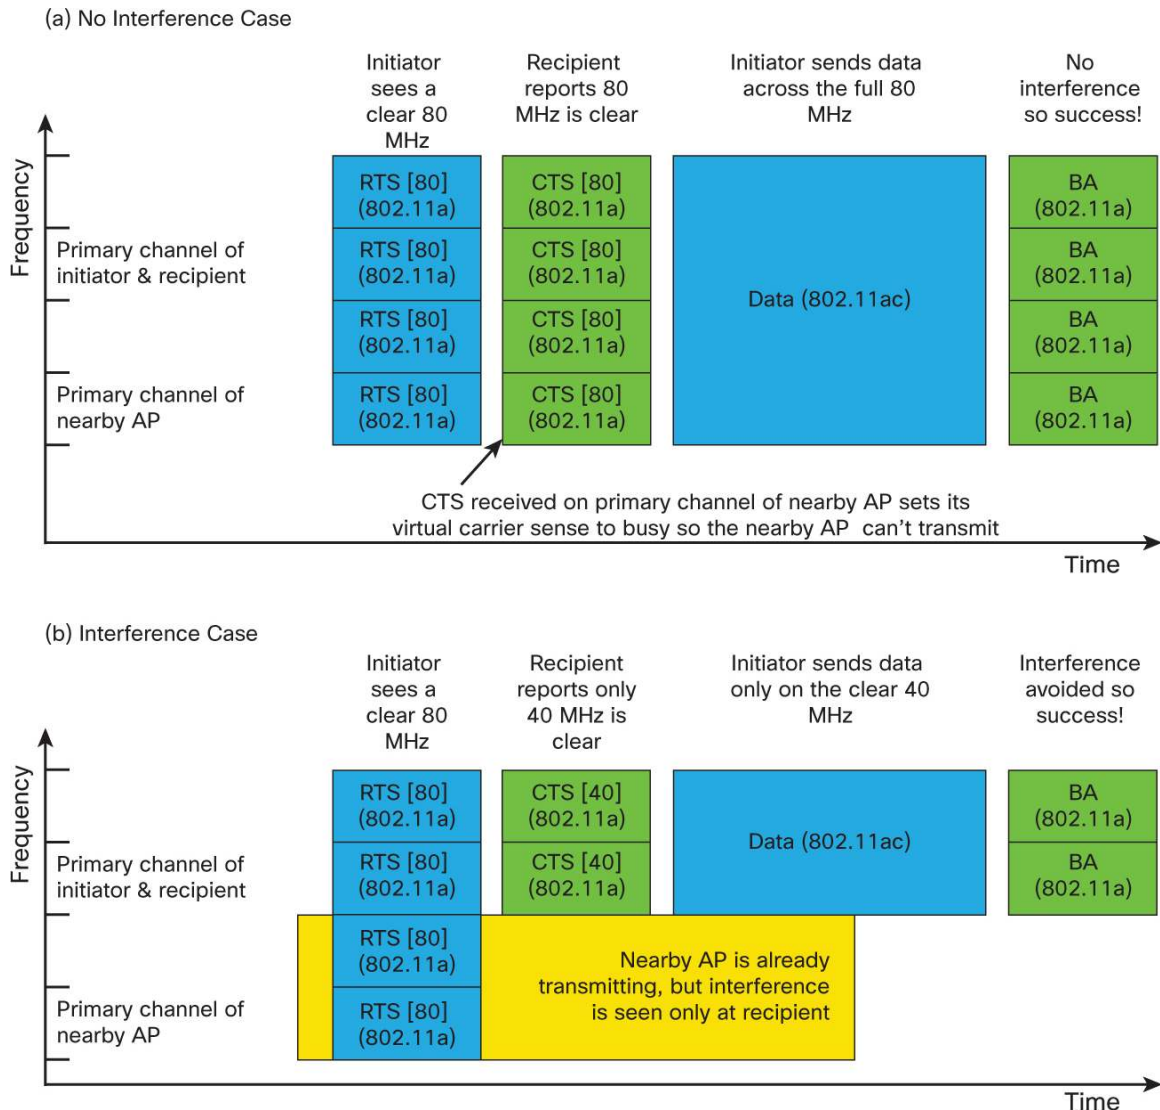 (a) No Interference Case
Initiator
sees a
clear 80
MHz
Recipient
reports 80
MHz is clear
Initiator sends data
across the full 80
MHz
No
interference
so success!
Frequency
Primary channel of
initiator & recipient
Primary channel of
nearby AP
RTS [80]
(802.11a)
RTS [80]
(802.11a)
RTS [80]
(802.11a)
RTS [80]
(802.11a)
CTS [80]
(802.11a)
CTS [80]
(802.11a)
CTS [80]
(802.11a)
CTS [80]
(802.11a)
Data (802.11ac)
BA
(802.11a)
BA
(802.11a)
BA
(802.11a)
BA
(802.11a)
CTS received on primary channel of nearby AP sets its
virtual carrier sense to busy so the nearby AP can't transmit
Time
(b) Interference Case
Initiator
sees a
clear 80
MHz
Recipient
reports only
40 MHz is
clear
Initiator sends data
only on the clear 40
MHz
Interference
avoided so
success!
Frequency
Primary channel of
initiator & recipient
Primary channel of
nearby AP
RTS [80]
(802.11a)
RTS [80]
(802.11a)
RTS [80]
(802.11a)
RTS [80]
(802.11a)
CTS [40]
(802.11a)
CTS [40]
(802.11a)
Data (802.11ac)
BA
(802.11a)
BA
(802.11a)
Nearby AP is already
transmitting, but interference
is seen only at recipient
Time